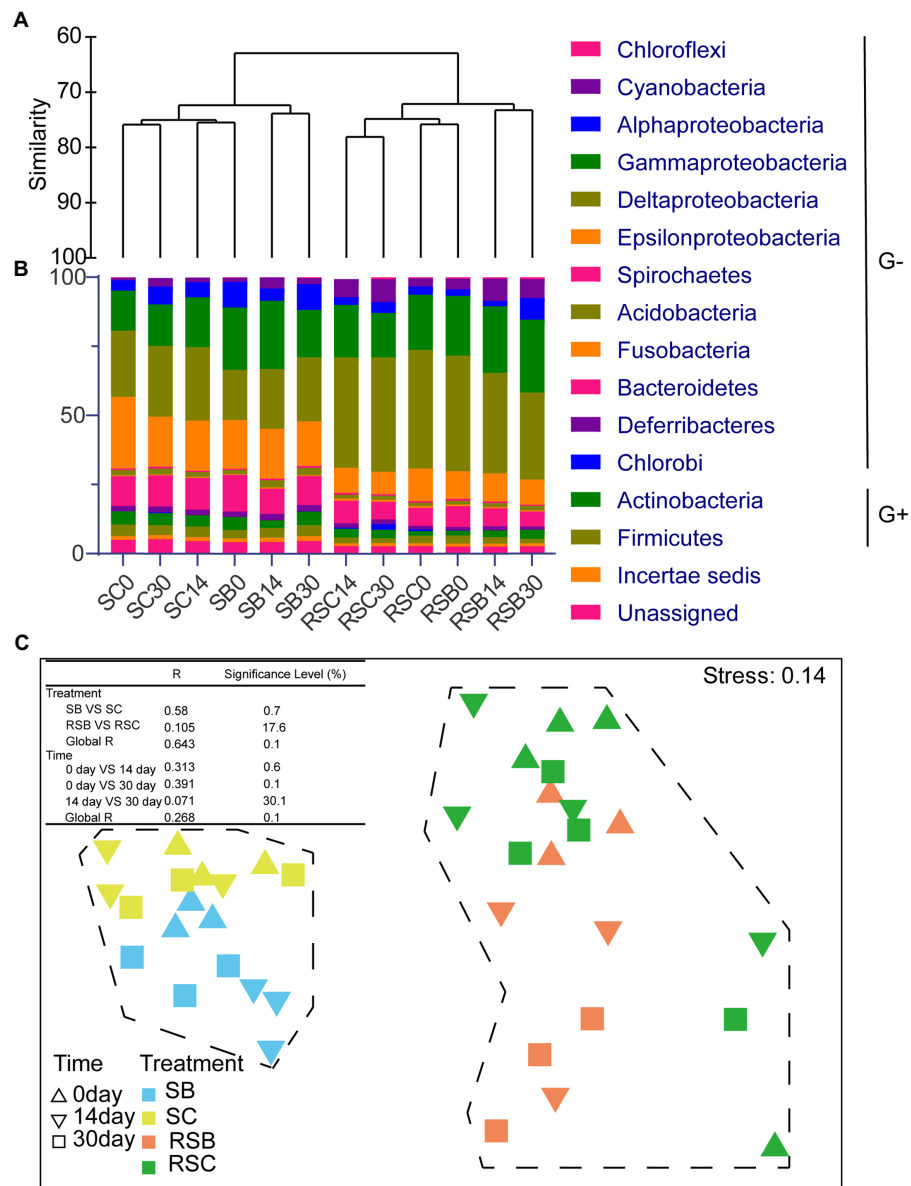 A
60
70
80
90
100
Similarity
Chloroflexi
Cyanobacteria
Alphaproteobacteria
Gammaproteobacteria
Deltaproteobacteria
Epsilonproteobacteria
Spirochaetes
Acidobacteria
Fusobacteria
Bacteroidetes
Deferribacteres
Chlorobi
Actinobacteria
Firmicutes
Incertae sedis
Unassigned
G-
G+
B
100
50
0
SC0
SC30
SC14
SB0
SB14
SB30
RSC14
RSC30
RSC0
RSB0
RSB14
RSB30
C
Stress: 0.14
R Significance Level (%)
Treatment
SB VS SC 0.58 0.7
RSB VS RSC 0.105 17.6
Global R 0.643 0.1
Time
0 day VS 14 day 0.313 0.6
0 day VS 30 day 0.391 0.1
14 day VS 30 day 0.071 30.1
Global R 0.268 0.1
Time
0day
14day
30day
Treatment
SB
SC
RSB
RSC